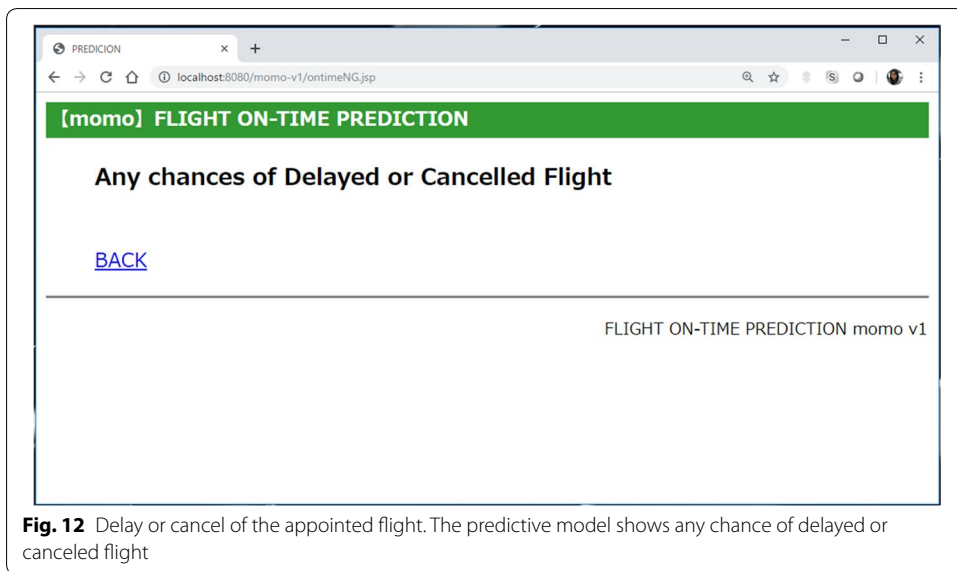 PREDICION
localhost:8080/momo-v1/ontimeNG.jsp
【momo】FLIGHT ON-TIME PREDICTION
Any chances of Delayed or Cancelled Flight
BACK
FLIGHT ON-TIME PREDICTION momo v1
Fig. 12 Delay or cancel of the appointed flight. The predictive model shows any chance of delayed or
canceled flight